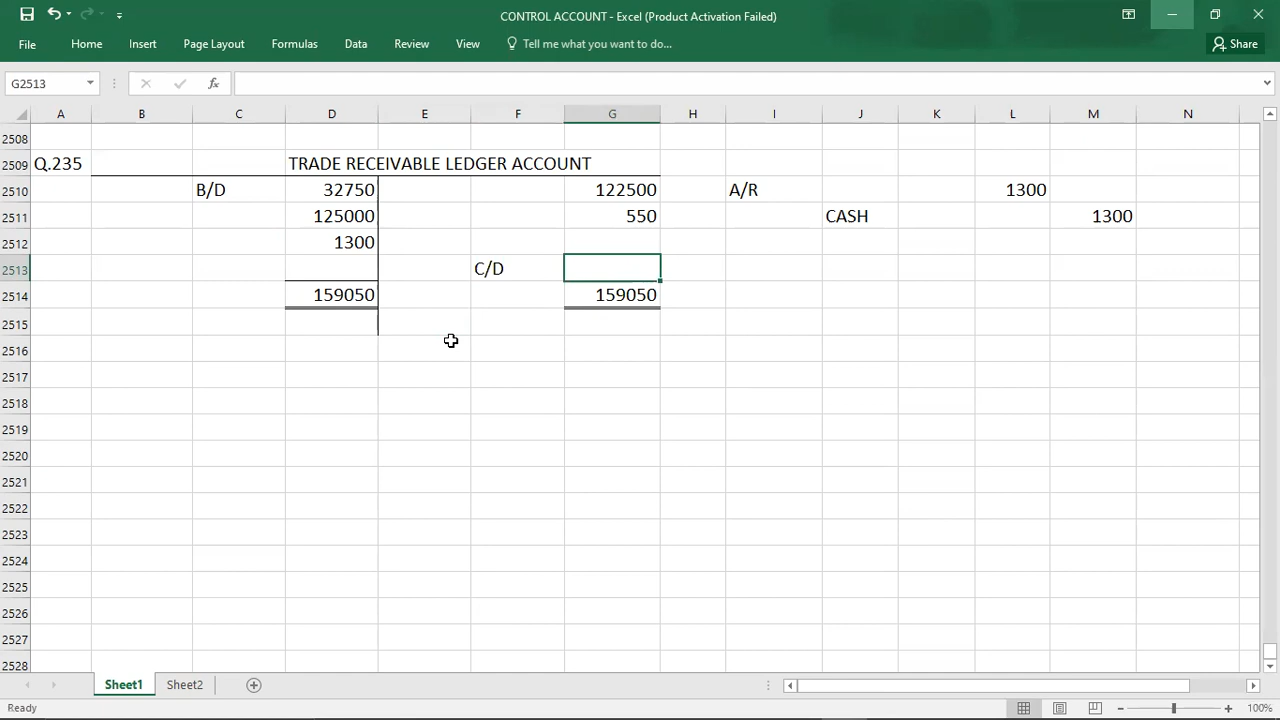 CONTROL ACCOUNT - Excel (Product Activation Failed)
File Home Insert Page Layout Formulas Data Review View Tell me what you want to do... Share
G2513 fx
A B C D E F G H I J K L M N
2508
2509 Q.235 TRADE RECEIVABLE LEDGER ACCOUNT
2510 B/D 32750 122500 A/R 1300
2511 125000 550 CASH 1300
2512 1300
2513 C/D
2514 159050 159050
2515
2516
2517
2518
2519
2520
2521
2522
2523
2524
2525
2526
2527
2528
Sheet1 Sheet2
Ready 100%